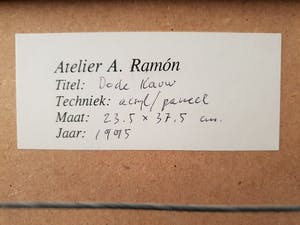 Atelier A. Ramón
Titel: Dode Kauw
Techniek: acryl/paneel
Maat: 23.5 x 37.5 cm.
Jaar: 1995